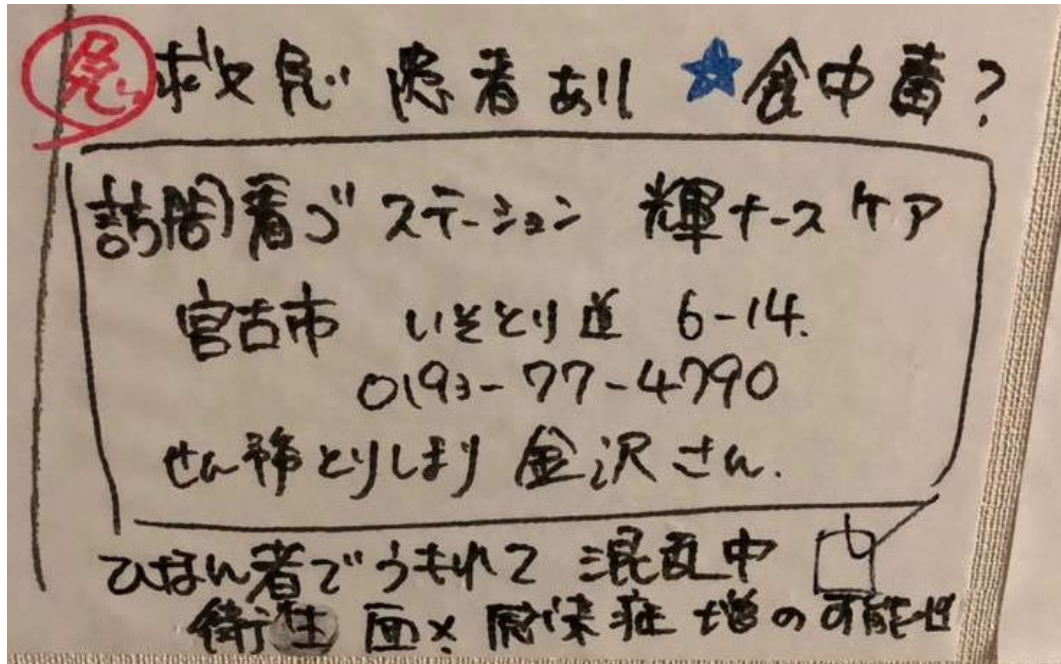 急 救急患者あり ★食中毒?
訪問看ゴステーション 輝ナースケア
宮古市 いそとり道 6-14.
0193-77-4790
せん務とりしまり 金沢さん.
ひなん者でうもれて 混乱中
衛生面× 感染症増の可能性